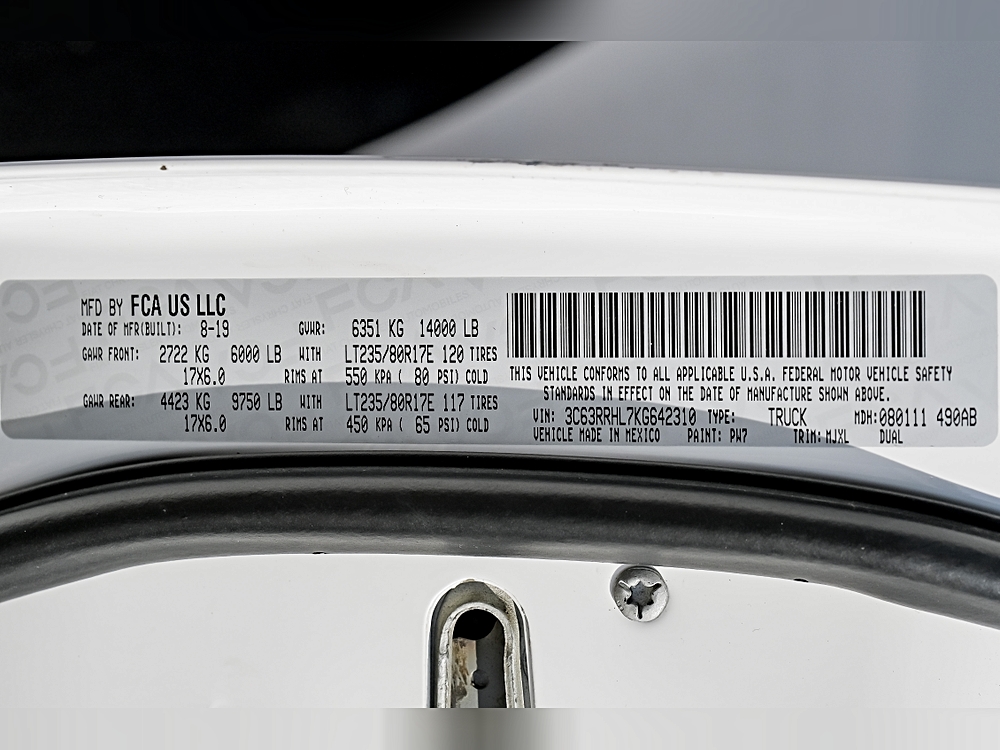 MFD BY FCA US LLC
DATE OF MFR(BUILT): 8-19 GVWR: 6351 KG 14000 LB
GAWR FRONT: 2722 KG 6000 LB WITH LT235/80R17E 120 TIRES
17X6.0 RIMS AT 550 KPA ( 80 PSI) COLD
GAWR REAR: 4423 KG 9750 LB WITH LT235/80R17E 117 TIRES
17X6.0 RIMS AT 450 KPA ( 65 PSI) COLD
THIS VEHICLE CONFORMS TO ALL APPLICABLE U.S.A. FEDERAL MOTOR VEHICLE SAFETY
STANDARDS IN EFFECT ON THE DATE OF MANUFACTURE SHOWN ABOVE.
VIN: 3C63RRHL7KG642310 TYPE: TRUCK MDH:080111 490AB
VEHICLE MADE IN MEXICO PAINT: PW7 TRIM: MJXL DUAL